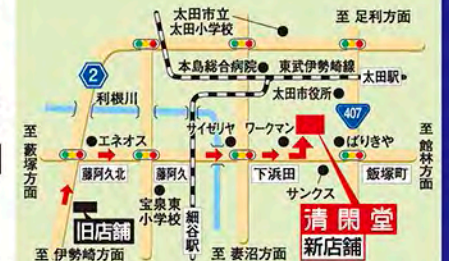 太田市立
太田小学校
至 足利方面
本島総合病院
東武伊勢崎線
太田駅
2
利根川
太田市役所
407
至 藪塚方面
エネオス
サイゼリヤ
ワークマン
ばりきや
至 館林方面
藤阿久北
藤阿久
下浜田
飯塚町
サンクス
宝泉東
小学校
細谷駅
旧店舗
清閑堂
新店舗
至 伊勢崎方面
至 妻沼方面